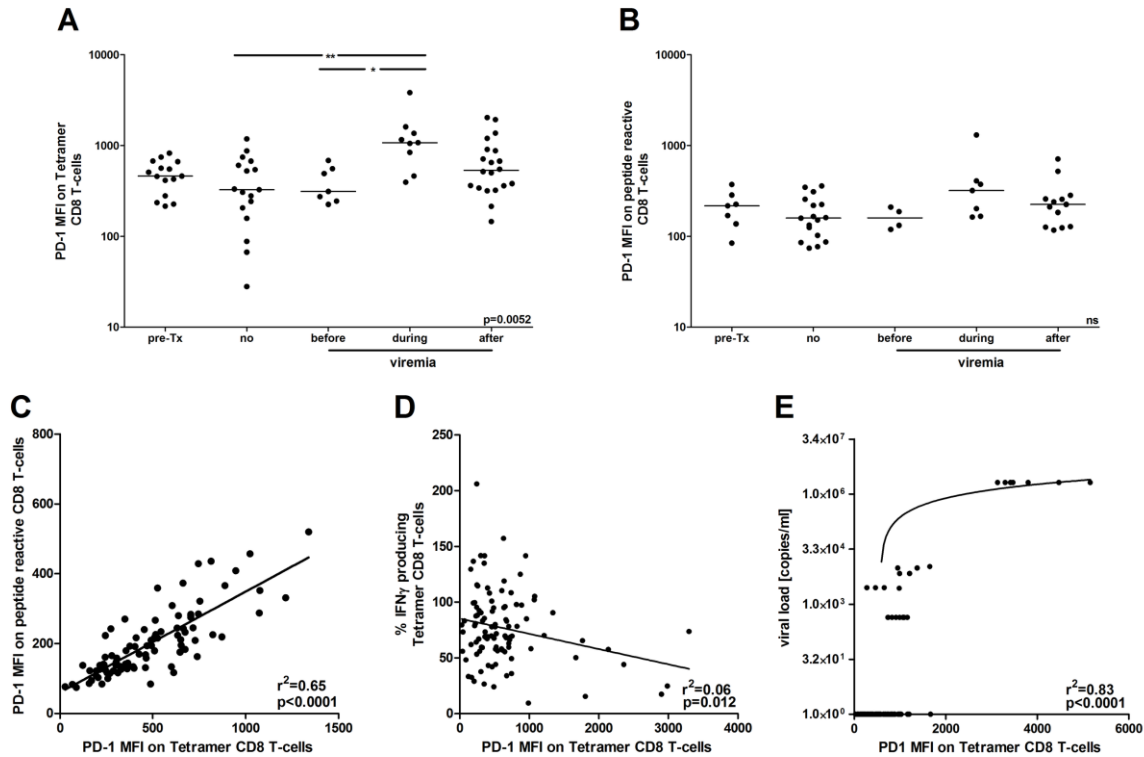 A
10000
1000
100
10
PD-1 MFI on Tetramer
CD8 T-cells
**
*
pre-Tx no before during after
viremia
p=0.0052
B
10000
1000
100
10
PD-1 MFI on peptide reactive
CD8 T-cells
pre-Tx no before during after
viremia
ns
C
800
600
400
200
0
PD-1 MFI on peptide reactive CD8 T-cells
0 500 1000 1500
PD-1 MFI on Tetramer CD8 T-cells
r²=0.65
p<0.0001
D
250
200
150
100
50
0
% IFNγ producing
Tetramer CD8 T-cells
0 1000 2000 3000 4000
PD-1 MFI on Tetramer CD8 T-cells
r²=0.06
p=0.012
E
3.4×10⁷
1.0×10⁶
3.3×10⁴
1.0×10³
3.2×10¹
1.0×10⁰
viral load [copies/ml]
0 2000 4000 6000
PD1 MFI on Tetramer CD8 T-cells
r²=0.83
p<0.0001